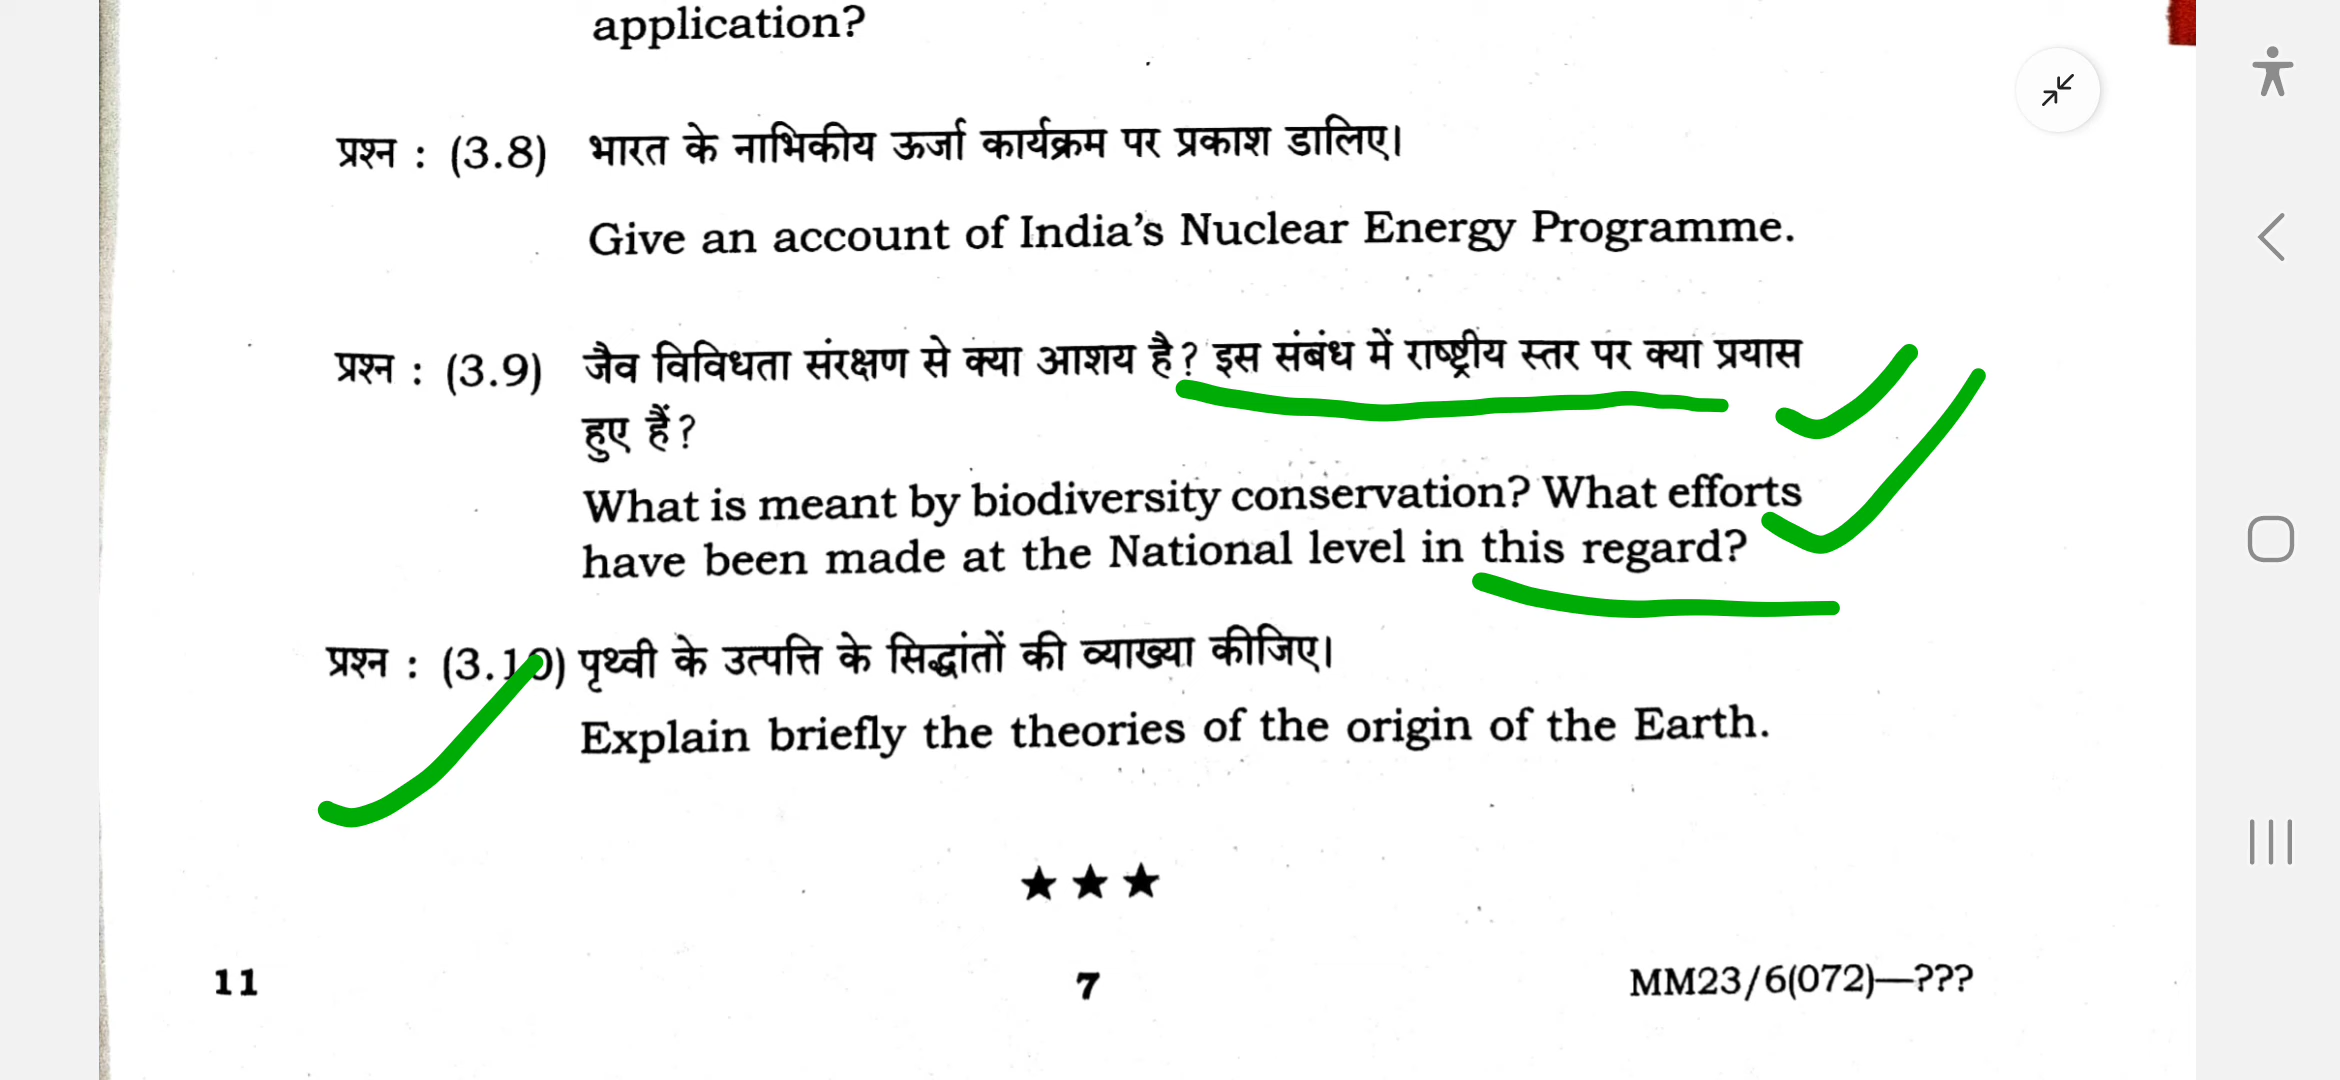 application?
प्रश्न : (3.8) भारत के नाभिकीय ऊर्जा कार्यक्रम पर प्रकाश डालिए।
Give an account of India's Nuclear Energy Programme.
प्रश्न : (3.9) जैव विविधता संरक्षण से क्या आशय है? इस संबंध में राष्ट्रीय स्तर पर क्या प्रयास
हुए हैं?
What is meant by biodiversity conservation? What efforts
have been made at the National level in this regard?
प्रश्न : (3.10) पृथ्वी के उत्पत्ति के सिद्धांतों की व्याख्या कीजिए।
Explain briefly the theories of the origin of the Earth.
★ ★ ★
11 7 MM23/6(072)—???